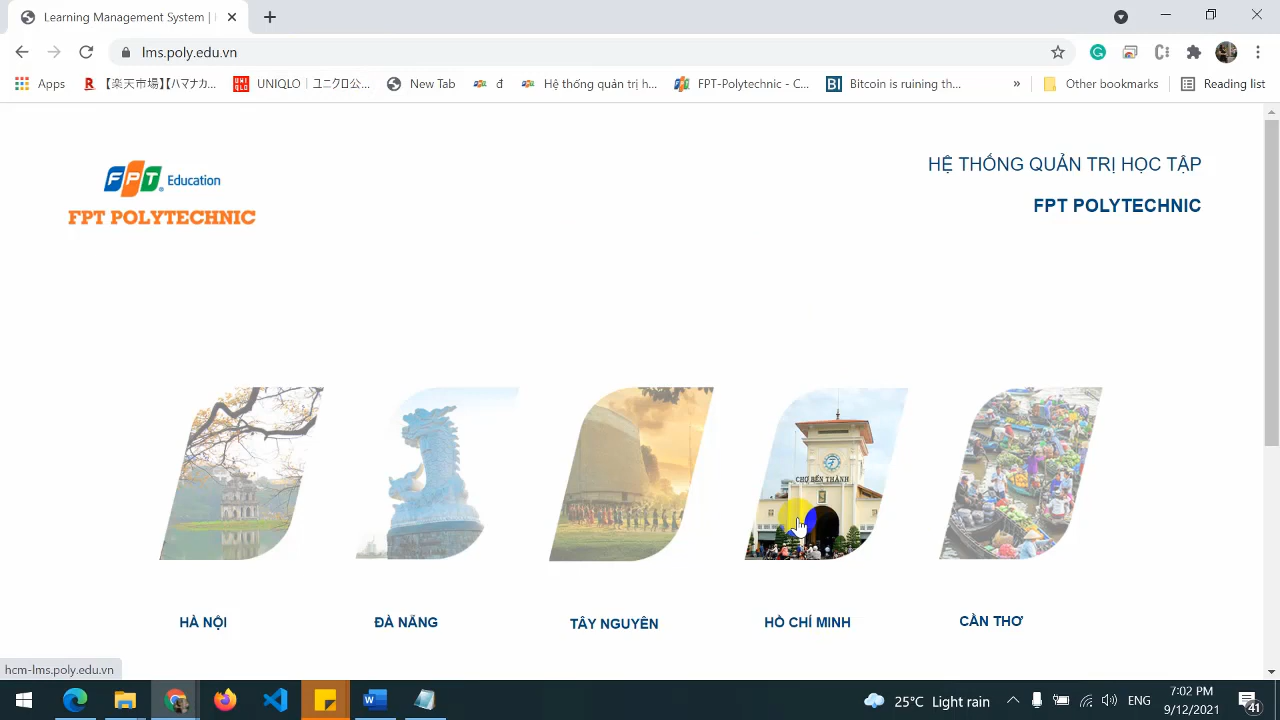 Learning Management System |
lms.poly.edu.vn
Apps
【楽天市場】【ハマナカ...
UNIQLO｜ユニクロ公...
New Tab
đ
Hệ thống quản trị h...
FPT-Polytechnic - C...
BI
Bitcoin is ruining th...
»
Other bookmarks
Reading list
HỆ THỐNG QUẢN TRỊ HỌC TẬP
FPT POLYTECHNIC
FPT Education
FPT POLYTECHNIC
CHỢ BẾN THÀNH
HÀ NỘI
ĐÀ NẴNG
TÂY NGUYÊN
HỒ CHÍ MINH
CẦN THƠ
hcm-lms.poly.edu.vn
25°C Light rain
ENG
7:02 PM
9/12/2021
41